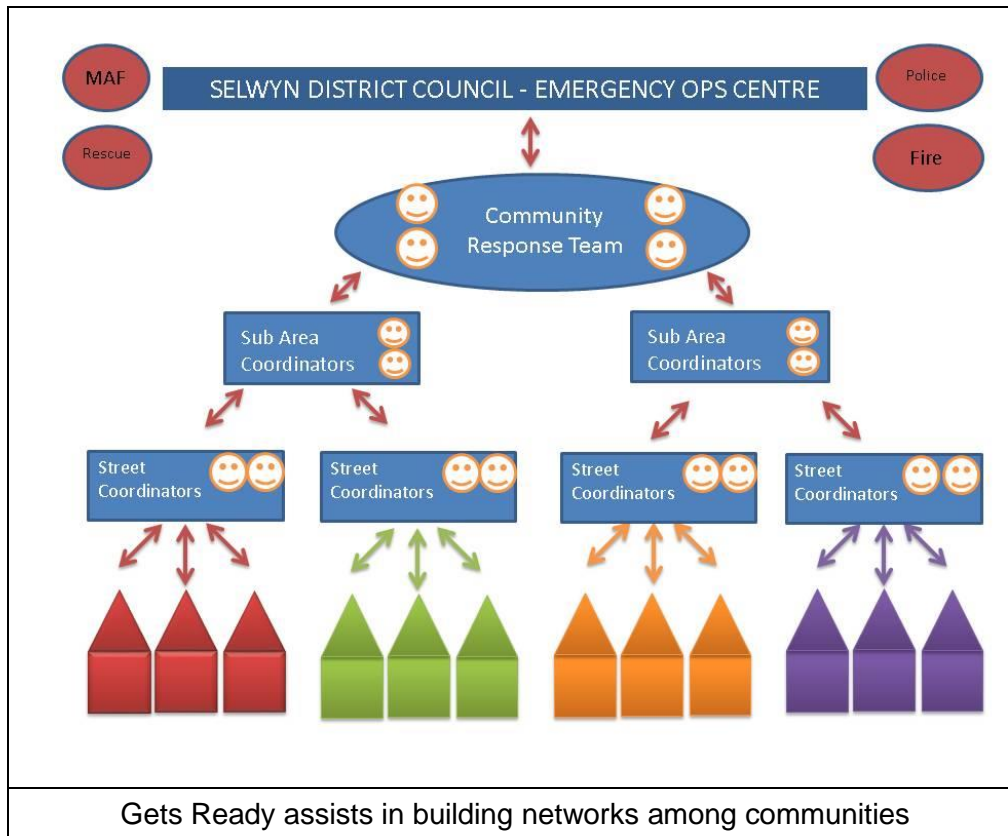 MAF
SELWYN DISTRICT COUNCIL - EMERGENCY OPS CENTRE
Police
Rescue
Fire
Community
Response Team
Sub Area
Coordinators
Sub Area
Coordinators
Street
Coordinators
Street
Coordinators
Street
Coordinators
Street
Coordinators
Gets Ready assists in building networks among communities